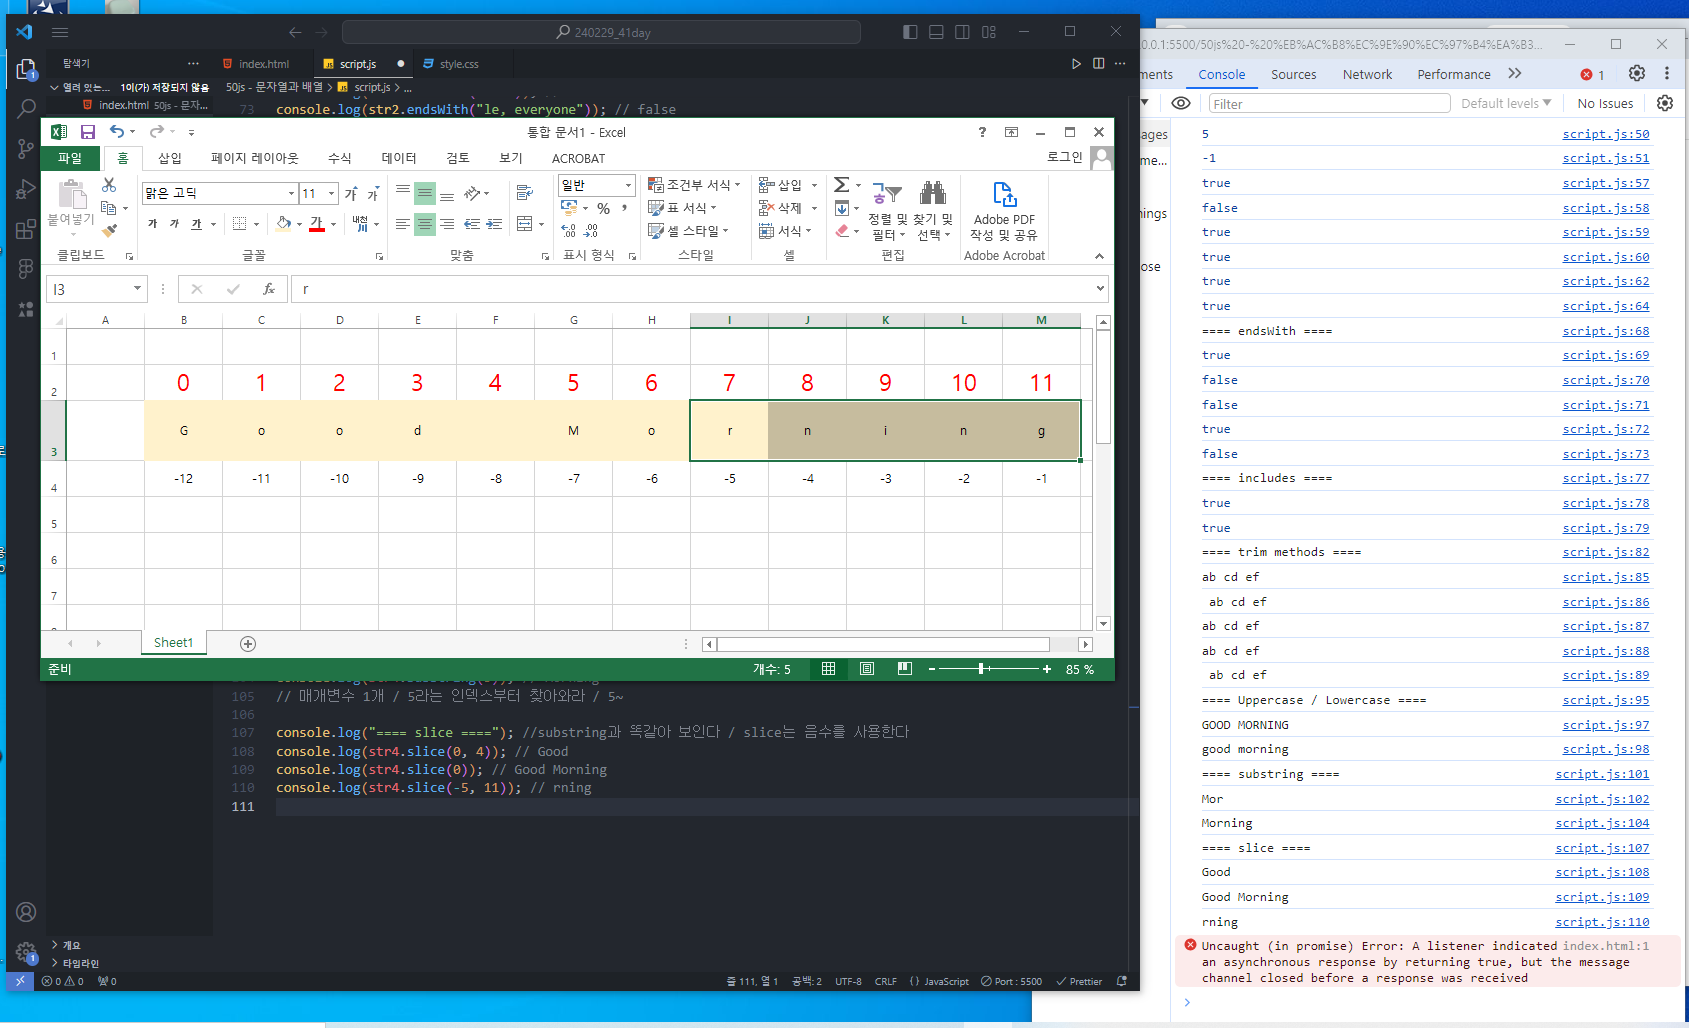 240229_41day
탐색기
index.html
script.js
style.css
열려 있는... 1이(가) 저장되지 않음
50js - 문자열과 배열 > script.js > ...
index.html 50js - 문자...
73 console.log(str2.endsWith("le, everyone")); // false
통합 문서1 - Excel
파일 홈 삽입 페이지 레이아웃 수식 데이터 검토 보기 ACROBAT 로그인
붙여넣기
맑은 고딕 11
가 가 가 가 가 내천
일반
조건부 서식
표 서식
셀 스타일
삽입
삭제
서식
정렬 및 필터
찾기 및 선택
Adobe PDF
작성 및 공유
클립보드 글꼴 맞춤 표시 형식 스타일 셀 편집 Adobe Acrobat
I3 fx r
A B C D E F G H I J K L M
1
2 0 1 2 3 4 5 6 7 8 9 10 11
3 G o o d M o r n i n g
4 -12 -11 -10 -9 -8 -7 -6 -5 -4 -3 -2 -1
5
6
7
Sheet1
준비 개수: 5 85 %
105 // 매개변수 1개 / 5라는 인덱스부터 찾아와라 / 5~
106
107 console.log("==== slice ===="); //substring과 똑같아 보인다 / slice는 음수를 사용한다
108 console.log(str4.slice(0, 4)); // Good
109 console.log(str4.slice(0)); // Good Morning
110 console.log(str4.slice(-5, 11)); // rning
111
개요
타임라인
0 0 0 줄 111, 열 1 공백: 2 UTF-8 CRLF {} JavaScript Port : 5500 Prettier
0.0.1:5500/50js%20-%20%EB%AC%B8%EC%9E%90%EC%97%B4%EA%B3...
ments Console Sources Network Performance 1
Filter Default levels No Issues
ages
me...
nings
ose
5 script.js:50
-1 script.js:51
true script.js:57
false script.js:58
true script.js:59
true script.js:60
true script.js:62
true script.js:64
==== endsWith ==== script.js:68
true script.js:69
false script.js:70
false script.js:71
true script.js:72
false script.js:73
==== includes ==== script.js:77
true script.js:78
true script.js:79
==== trim methods ==== script.js:82
ab cd ef script.js:85
ab cd ef script.js:86
ab cd ef script.js:87
ab cd ef script.js:88
ab cd ef script.js:89
==== Uppercase / Lowercase ==== script.js:95
GOOD MORNING script.js:97
good morning script.js:98
==== substring ==== script.js:101
Mor script.js:102
Morning script.js:104
==== slice ==== script.js:107
Good script.js:108
Good Morning script.js:109
rning script.js:110
Uncaught (in promise) Error: A listener indicated index.html:1
an asynchronous response by returning true, but the message
channel closed before a response was received